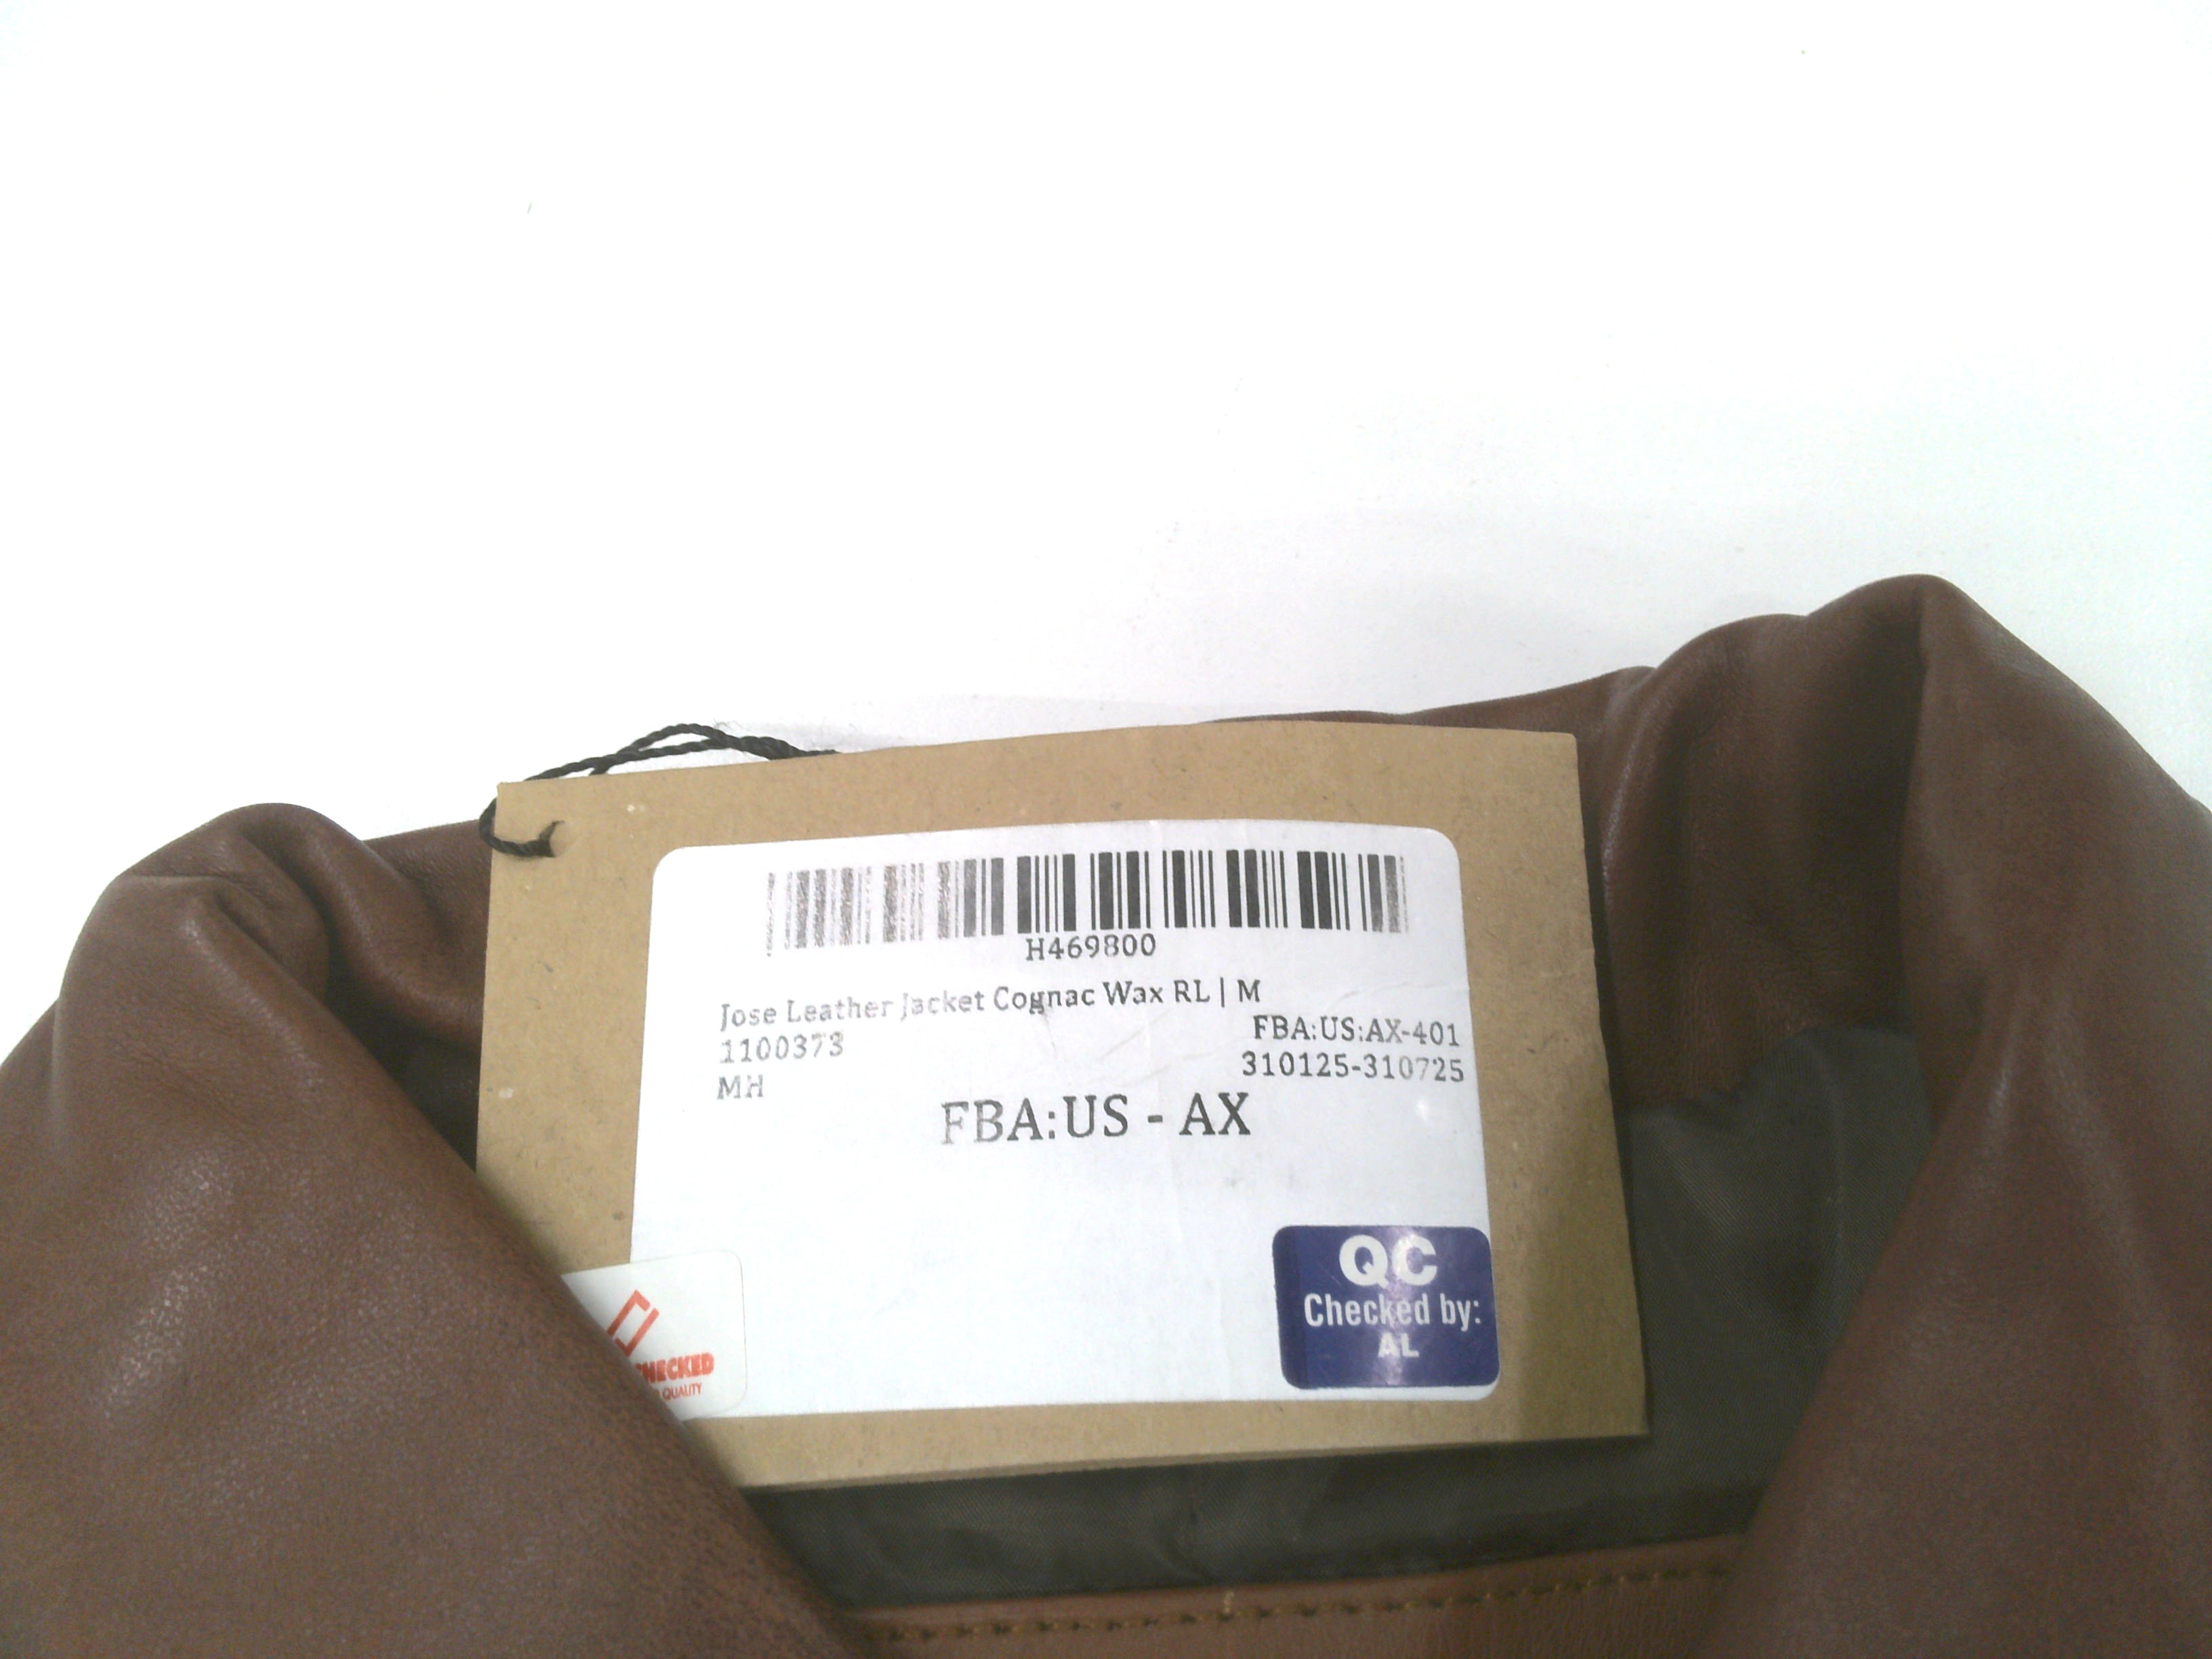 H469800
Jose Leather Jacket Cognac Wax RL | M
1100373
FBA:US:AX-401
MH
310125-310725
FBA:US - AX
QC
Checked by:
AL
HECKED
QUALITY